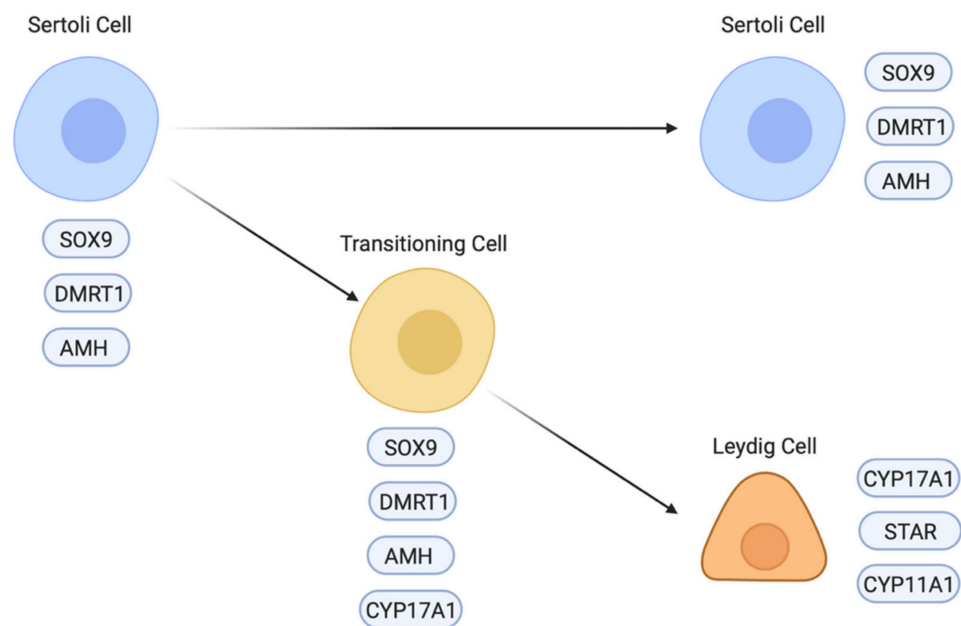 Sertoli Cell
SOX9
DMRT1
AMH
Transitioning Cell
SOX9
DMRT1
AMH
CYP17A1
Sertoli Cell
SOX9
DMRT1
AMH
Leydig Cell
CYP17A1
STAR
CYP11A1